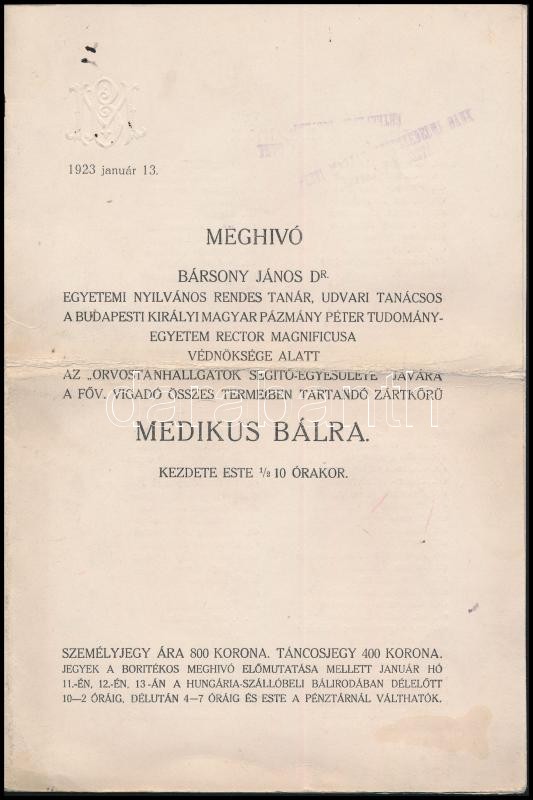 1923 január 13.
MEGHIVÓ
BÁRSONY JÁNOS DR.
EGYETEMI NYILVÁNOS RENDES TANÁR, UDVARI TANÁCSOS
A BUDAPESTI KIRÁLYI MAGYAR PÁZMÁNY PÉTER TUDOMÁNY-
EGYETEM RECTOR MAGNIFICUSA
VÉDNÖKSÉGE ALATT
AZ „ORVOSTANHALLGATÓK SEGITŐ-EGYESÜLETE” JAVÁRA
A FŐV. VIGADÓ ÖSSZES TERMEIBEN TARTANDÓ ZÁRTKÖRŰ
darabanth
MEDIKUS BÁLRA.
KEZDETE ESTE 1/2 10 ÓRAKOR.
SZEMÉLYJEGY ÁRA 800 KORONA. TÁNCOSJEGY 400 KORONA.
JEGYEK A BORITÉKOS MEGHIVÓ ELŐMUTATÁSA MELLETT JANUÁR HÓ
11.-ÉN, 12.-ÉN, 13-ÁN A HUNGÁRIA-SZÁLLÓBELI BÁLIRODÁBAN DÉLELŐTT
10—2 ÓRÁIG, DÉLUTÁN 4—7 ÓRÁIG ÉS ESTE A PÉNZTÁRNÁL VÁLTHATÓK.